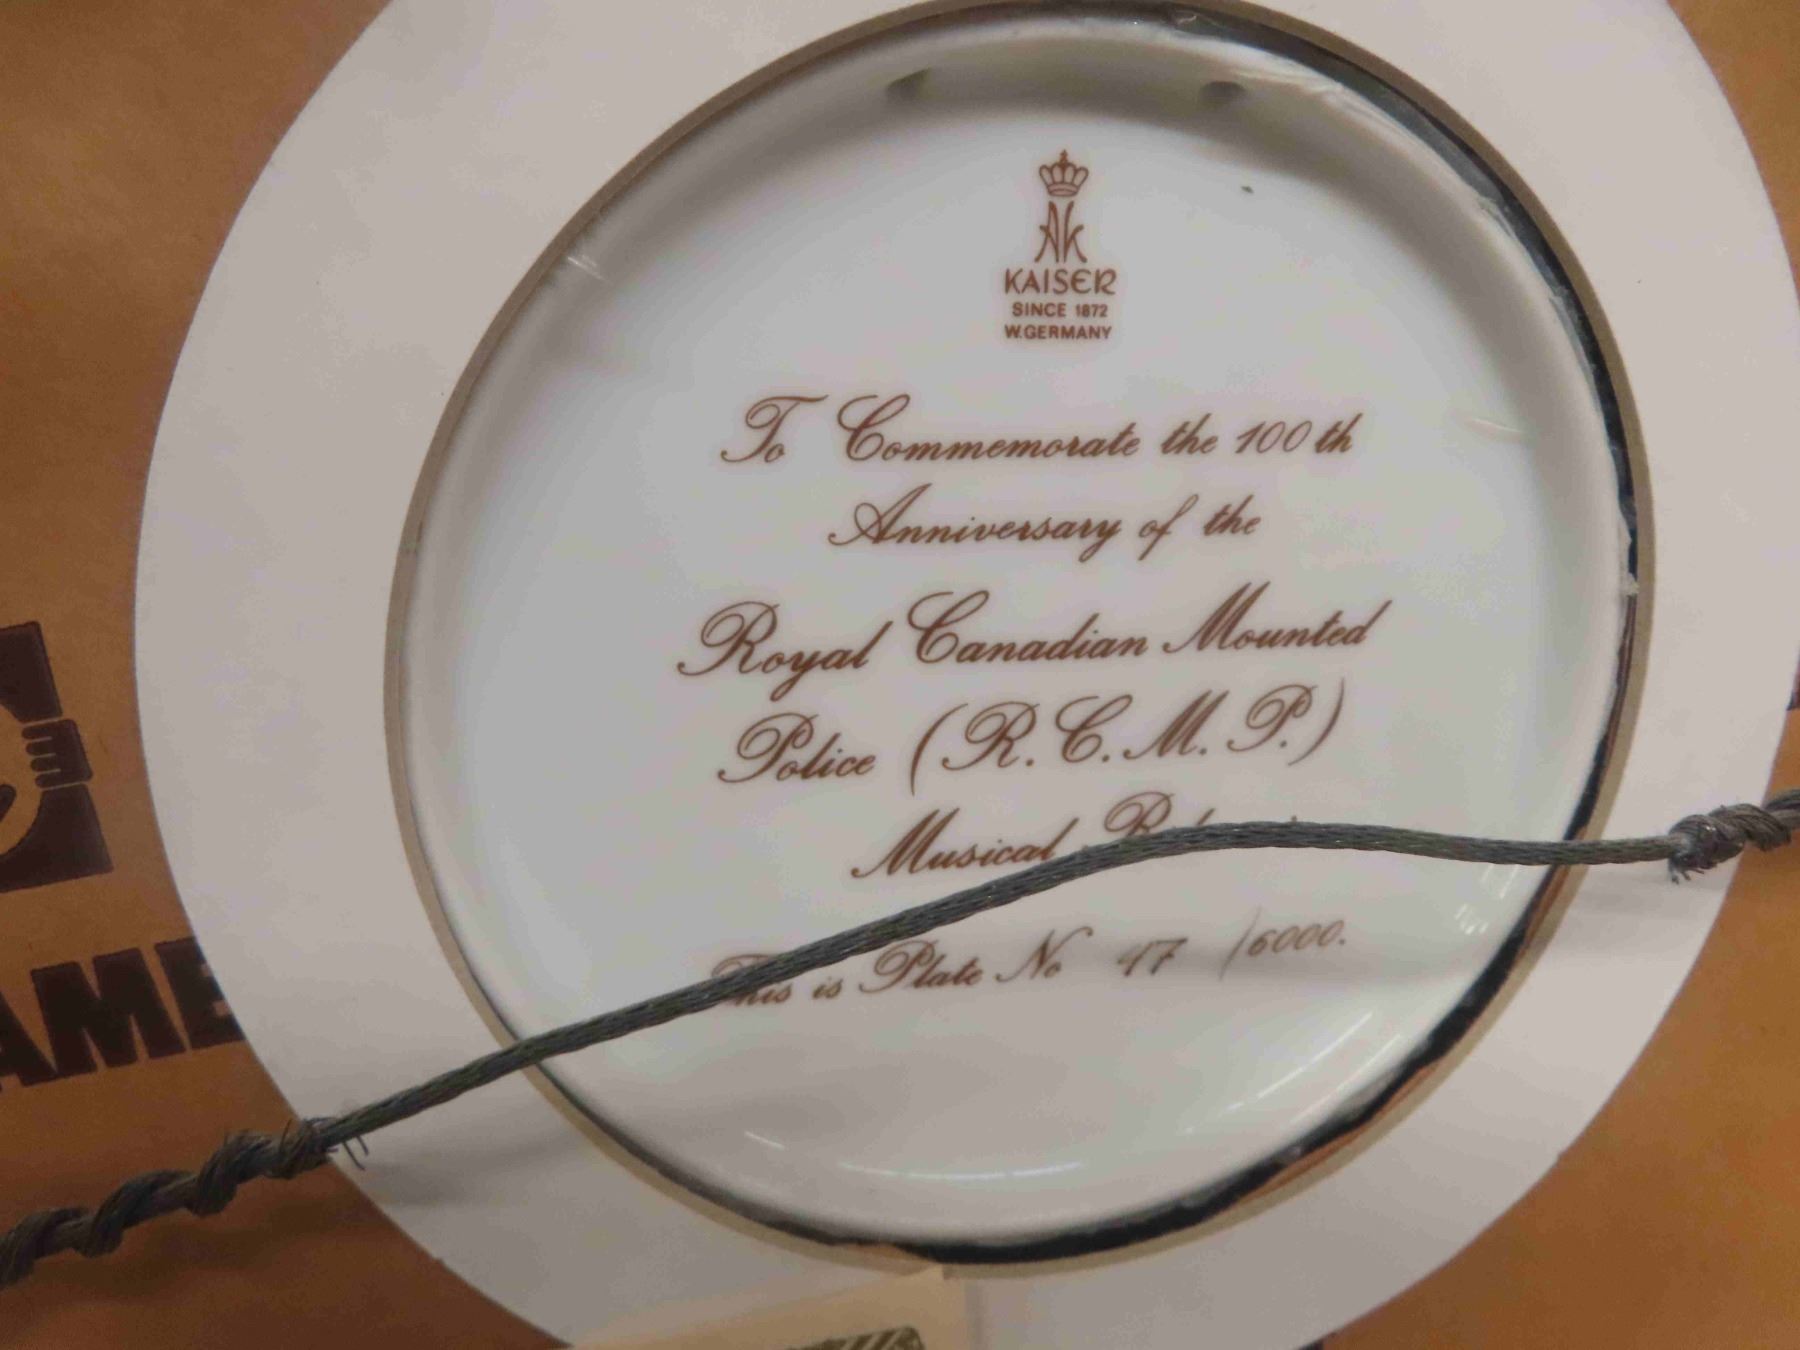 AK
KAISER
SINCE 1872
W.GERMANY
To Commemorate the 100th
Anniversary of the
Royal Canadian Mounted
Police (R.C.M.P.)
Musical
This is Plate No 47 /6000.
AME